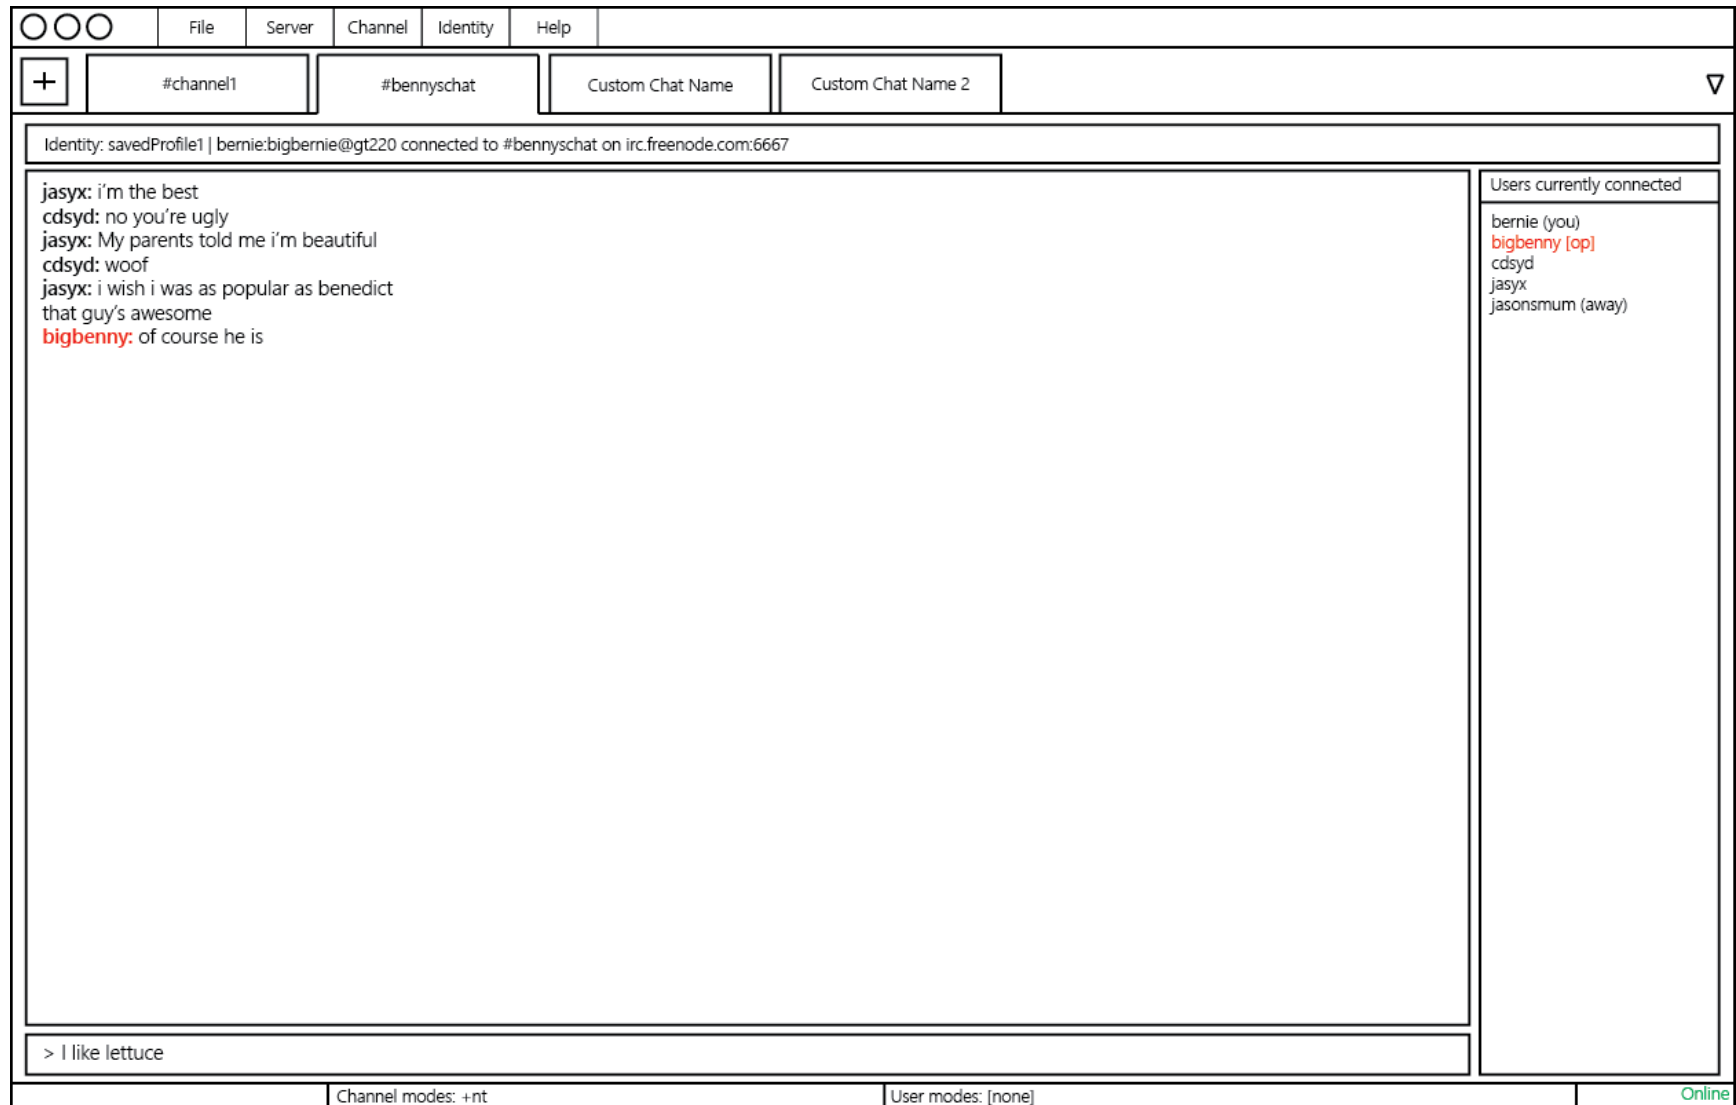 File Server Channel Identity Help
+ #channel1 #bennyschat Custom Chat Name Custom Chat Name 2
Identity: savedProfile1 | bernie:bigbernie@gt220 connected to #bennyschat on irc.freenode.com:6667
jasyx: i'm the best
cdsyd: no you're ugly
jasyx: My parents told me i'm beautiful
cdsyd: woof
jasyx: i wish i was as popular as benedict
that guy's awesome
bigbenny: of course he is
Users currently connected
bernie (you)
bigbenny [op]
cdsyd
jasyx
jasonsmum (away)
> I like lettuce
Channel modes: +nt User modes: [none] Online